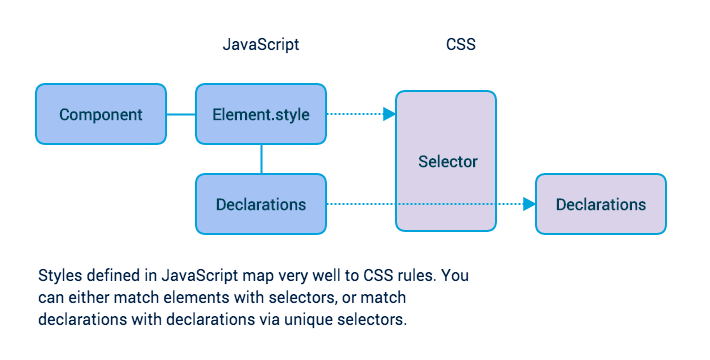 JavaScript
CSS
Component
Element.style
Selector
Declarations
Declarations
Styles defined in JavaScript map very well to CSS rules. You
can either match elements with selectors, or match
declarations with declarations via unique selectors.